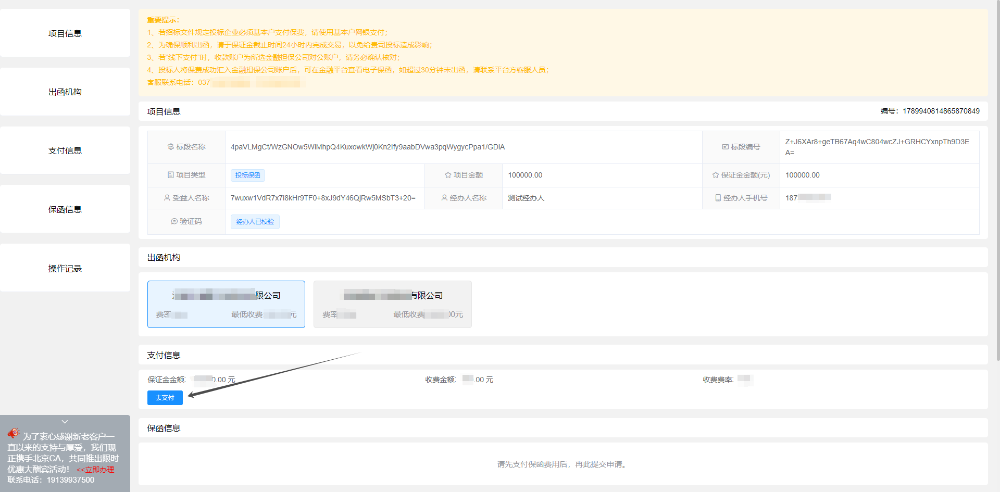 项目信息
出函机构
支付信息
保函信息
操作记录
为了衷心感谢新老客户一
直以来的支持与厚爱，我们现
正携手北京CA，共同推出限时
优惠大酬宾活动！ <<立即办理
联系电话：19139937500
重要提示：
1、若招标文件规定投标企业必须基本户支付保费，请使用基本户网银支付；
2、为确保顺利出函，请于保证金截止时间24小时内完成交易，以免给贵司投标造成影响；
3、若“线下支付”时，收款账户为所选金融担保公司对公账户，请务必确认核对；
4、投标人将保费成功汇入金融担保公司账户后，可在金融平台查看电子保函，如超过30分钟未出函，请联系平台方客服人员；
客服联系电话：037
项目信息 编号：1789940814865870849
标段名称 4paVLMgCt/WzGNOw5WiMhpQ4KuxowkWj0Kn2Ify9aabDVwa3pqWygycPpa1/GDIA 标段编号 Z+J6XAr8+geTB67Aq4wC804wcZJ+GRHCYxnpTh9D3E
A=
项目类型 投标保函 项目金额 100000.00 保证金金额(元) 100000.00
受益人名称 7wuxw1VdR7x7i8kHr9TF0+8xJ9dY46QjRw5MSbT3+20= 经办人名称 测试经办人 经办人手机号 187
验证码 经办人已校验
出函机构
限公司 有限公司
费率 最低收费 元 费率 最低收费 00元
支付信息
保证金金额: 0.00 元 收费金额: .00 元 收费费率:
去支付
保函信息
请先支付保函费用后，再此提交申请。